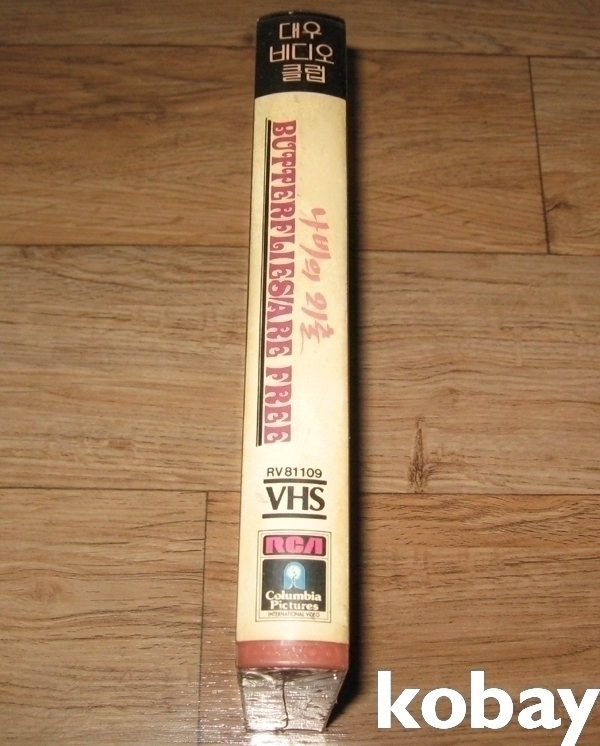 대우
비디오
클럽
BUTTERFLIES ARE FREE
나비의 외출
RV81109
VHS
RCA
Columbia
Pictures
INTERNATIONAL VIDEO
kobay